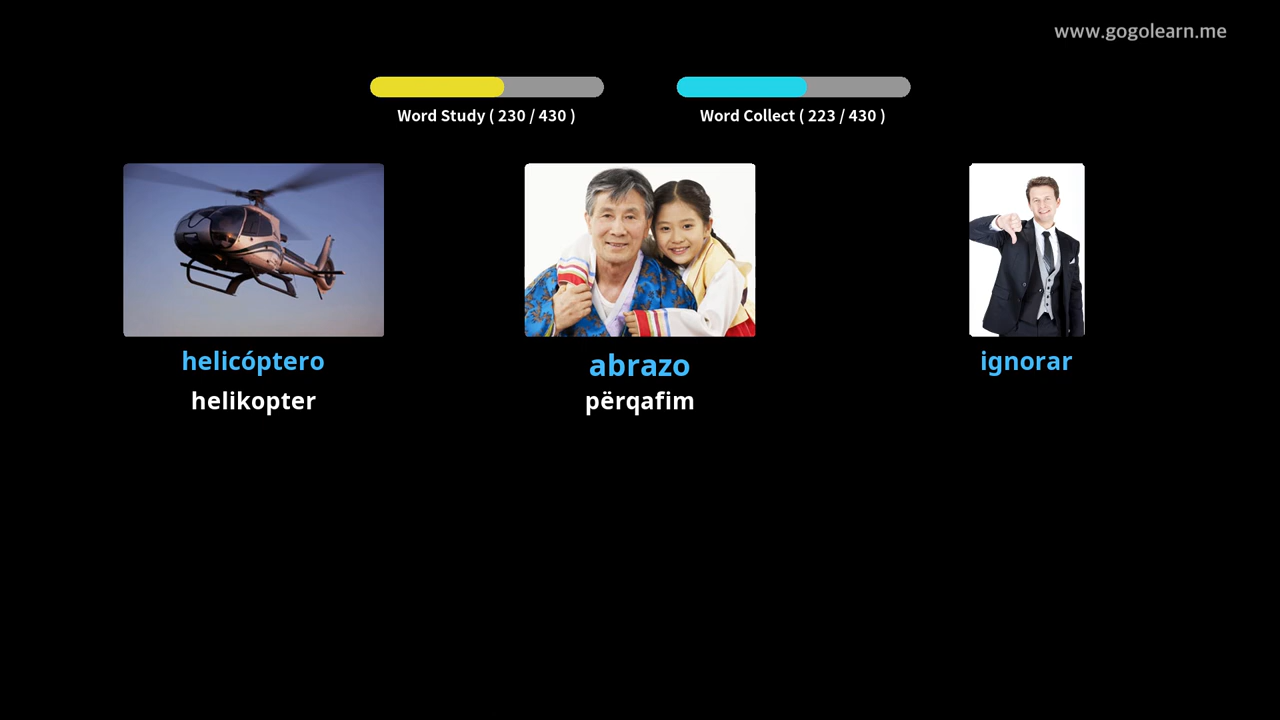 www.gogolearn.me
Word Study ( 230 / 430 )
Word Collect ( 223 / 430 )
helicóptero
helikopter
abrazo
përqafim
ignorar